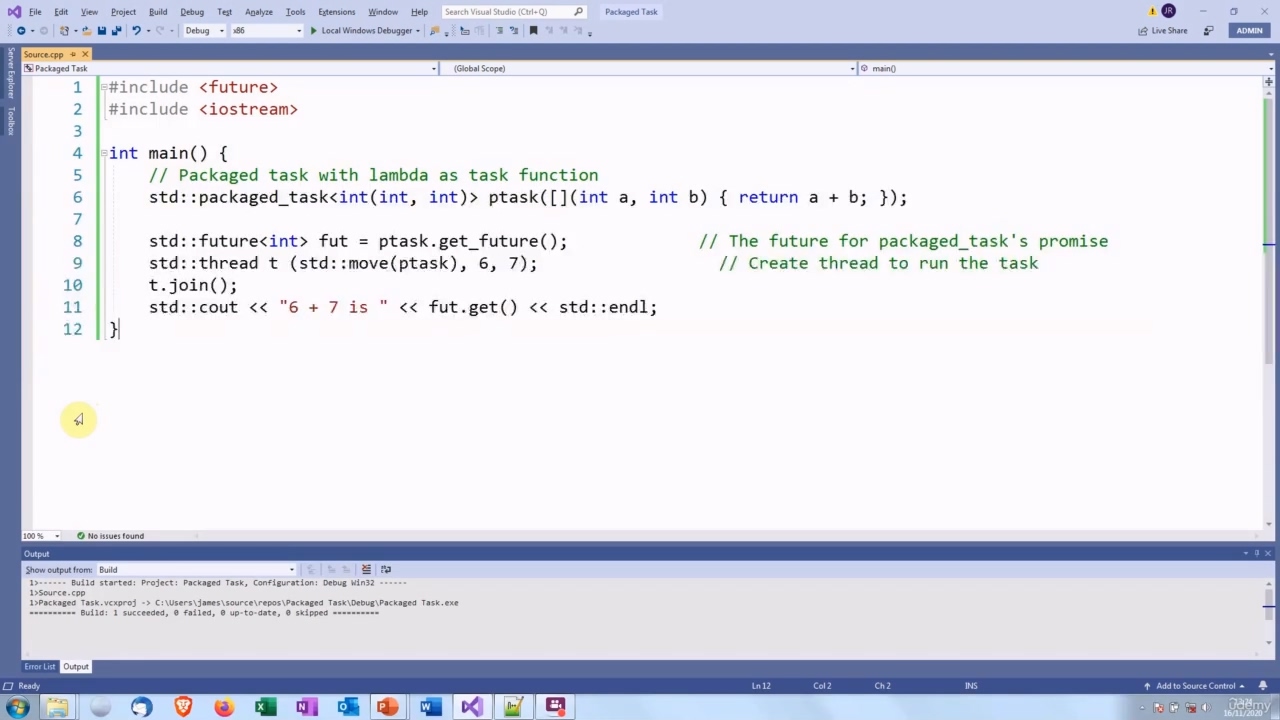 File Edit View Project Build Debug Test Analyze Tools Extensions Window Help Search Visual Studio (Ctrl+Q) Packaged Task JR
Debug x86 Local Windows Debugger Live Share ADMIN
Server Explorer
Toolbox
Source.cpp
Packaged Task (Global Scope) main()
1 #include <future>
2 #include <iostream>
3
4 int main() {
5 // Packaged task with lambda as task function
6 std::packaged_task<int(int, int)> ptask([](int a, int b) { return a + b; });
7
8 std::future<int> fut = ptask.get_future(); // The future for packaged_task's promise
9 std::thread t (std::move(ptask), 6, 7); // Create thread to run the task
10 t.join();
11 std::cout << "6 + 7 is " << fut.get() << std::endl;
12 }
100 % No issues found
Output
Show output from: Build
1>------ Build started: Project: Packaged Task, Configuration: Debug Win32 ------
1>Source.cpp
1>Packaged Task.vcxproj -> C:\Users\james\source\repos\Packaged Task\Debug\Packaged Task.exe
========== Build: 1 succeeded, 0 failed, 0 up-to-date, 0 skipped ==========
Error List Output
Ready Ln 12 Col 2 Ch 2 INS Add to Source Control
udemy
16/11/2020